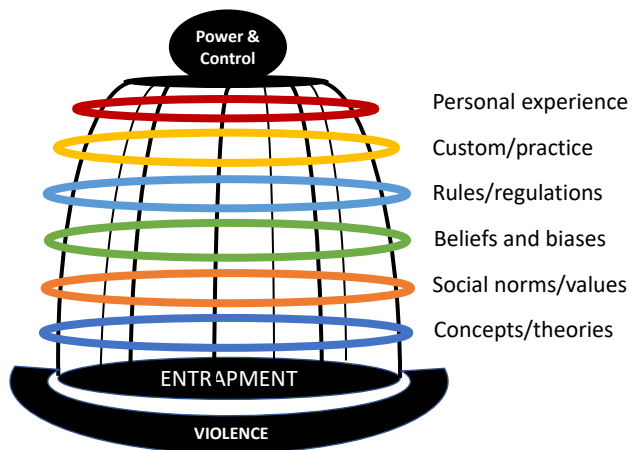 Power &
Control
Personal experience
Custom/practice
Rules/regulations
Beliefs and biases
Social norms/values
Concepts/theories
ENTRAPMENT
VIOLENCE